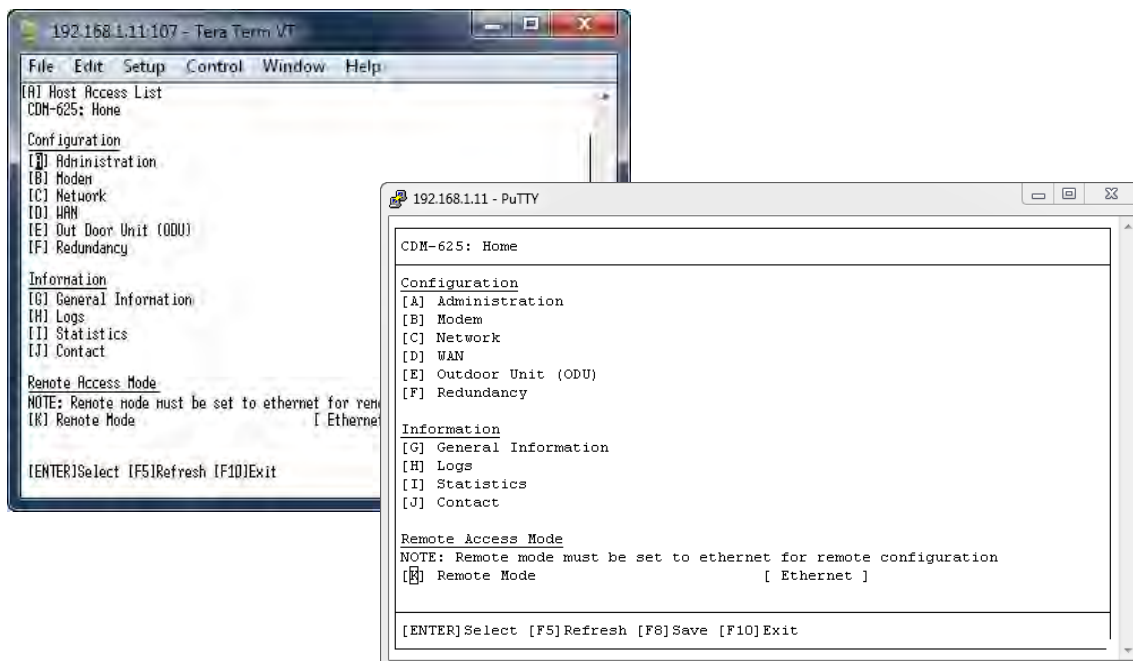 192.168.1.11:107 - Tera Term VT
File Edit Setup Control Window Help
[A] Host Access List
CDM-625: Home
Configuration
[A] Administration
[B] Modem
[C] Network
[D] WAN
[E] Out Door Unit (ODU)
[F] Redundancy
Information
[G] General Information
[H] Logs
[I] Statistics
[J] Contact
Remote Access Mode
NOTE: Remote mode must be set to ethernet for
[K] Remote Mode [ Ethernet
[ENTER]Select [F5]Refresh [F10]Exit
192.168.1.11 - PuTTY
CDM-625: Home
Configuration
[A] Administration
[B] Modem
[C] Network
[D] WAN
[E] Outdoor Unit (ODU)
[F] Redundancy
Information
[G] General Information
[H] Logs
[I] Statistics
[J] Contact
Remote Access Mode
NOTE: Remote mode must be set to ethernet for remote configuration
[K] Remote Mode [ Ethernet ]
[ENTER]Select [F5]Refresh [F8]Save [F10]Exit